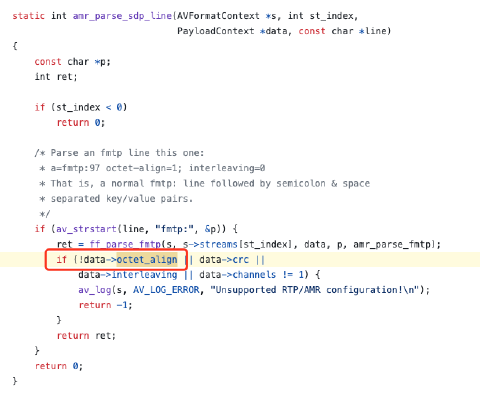 static int amr_parse_sdp_line(AVFormatContext *s, int st_index,
                              PayloadContext *data, const char *line)
{
    const char *p;
    int ret;

    if (st_index < 0)
        return 0;

    /* Parse an fmtp line this one:
     * a=fmtp:97 octet-align=1; interleaving=0
     * That is, a normal fmtp: line followed by semicolon & space
     * separated key/value pairs.
     */
    if (av_strstart(line, "fmtp:", &p)) {
        ret = ff_parse_fmtp(s, s->streams[st_index], data, p, amr_parse_fmtp);
        if (!data->octet_align || data->crc ||
            data->interleaving || data->channels != 1) {
            av_log(s, AV_LOG_ERROR, "Unsupported RTP/AMR configuration!\n");
            return -1;
        }
        return ret;
    }
    return 0;
}